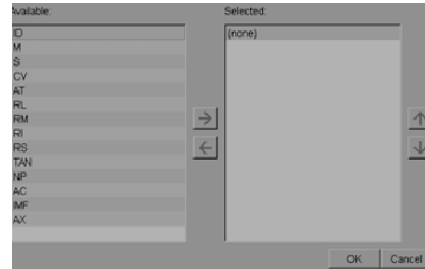 Available:
Selected:
ID
(none)
M
S
CV
AT
RL
RM
RI
RS
TAN
NP
AC
IMF
AX
OK
Cancel